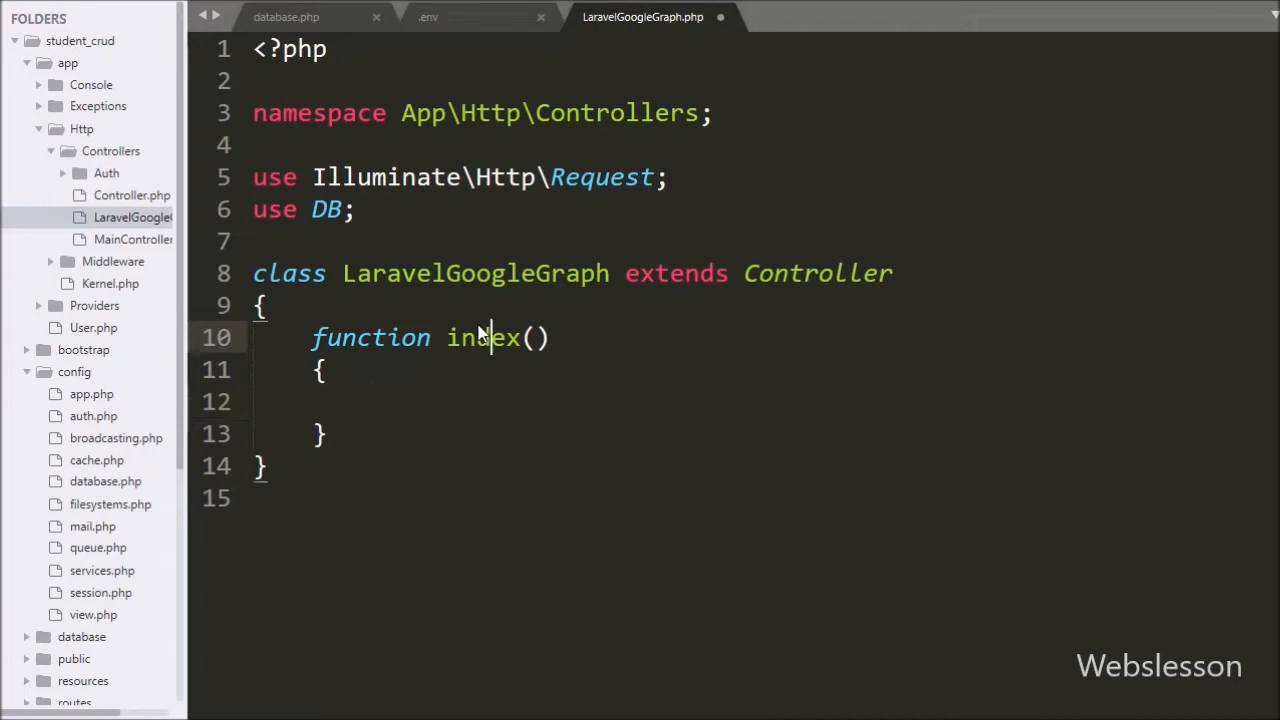 FOLDERS
student_crud
app
Console
Exceptions
Http
Controllers
Auth
Controller.php
LaravelGoogleG
MainController
Middleware
Kernel.php
Providers
User.php
bootstrap
config
app.php
auth.php
broadcasting.php
cache.php
database.php
filesystems.php
mail.php
queue.php
services.php
session.php
view.php
database
public
resources
routes
database.php
.env
LaravelGoogleGraph.php
1 <?php
2
3 namespace App\Http\Controllers;
4
5 use Illuminate\Http\Request;
6 use DB;
7
8 class LaravelGoogleGraph extends Controller
9 {
10 function index()
11 {
12
13 }
14 }
15
Webslesson